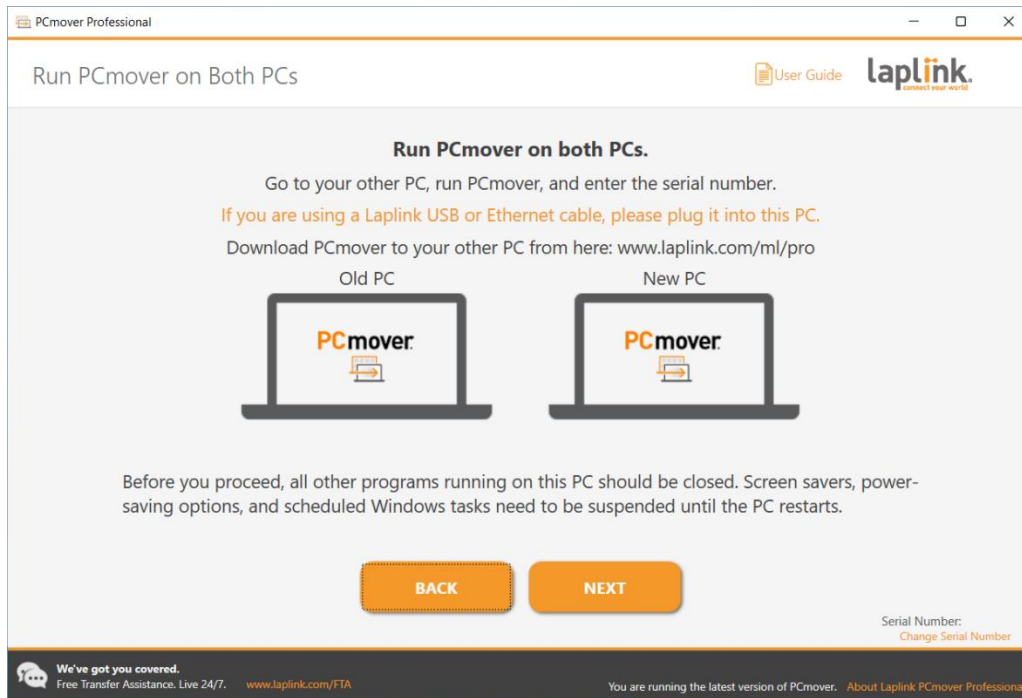 PCmover Professional
Run PCmover on Both PCs
User Guide
laplink.
connect your world
Run PCmover on both PCs.
Go to your other PC, run PCmover, and enter the serial number.
If you are using a Laplink USB or Ethernet cable, please plug it into this PC.
Download PCmover to your other PC from here: www.laplink.com/ml/pro
Old PC
New PC
PCmover
PCmover
Before you proceed, all other programs running on this PC should be closed. Screen savers, power-
saving options, and scheduled Windows tasks need to be suspended until the PC restarts.
BACK
NEXT
Serial Number:
Change Serial Number
We've got you covered.
Free Transfer Assistance. Live 24/7.
www.laplink.com/FTA
You are running the latest version of PCmover.
About Laplink PCmover Professiona